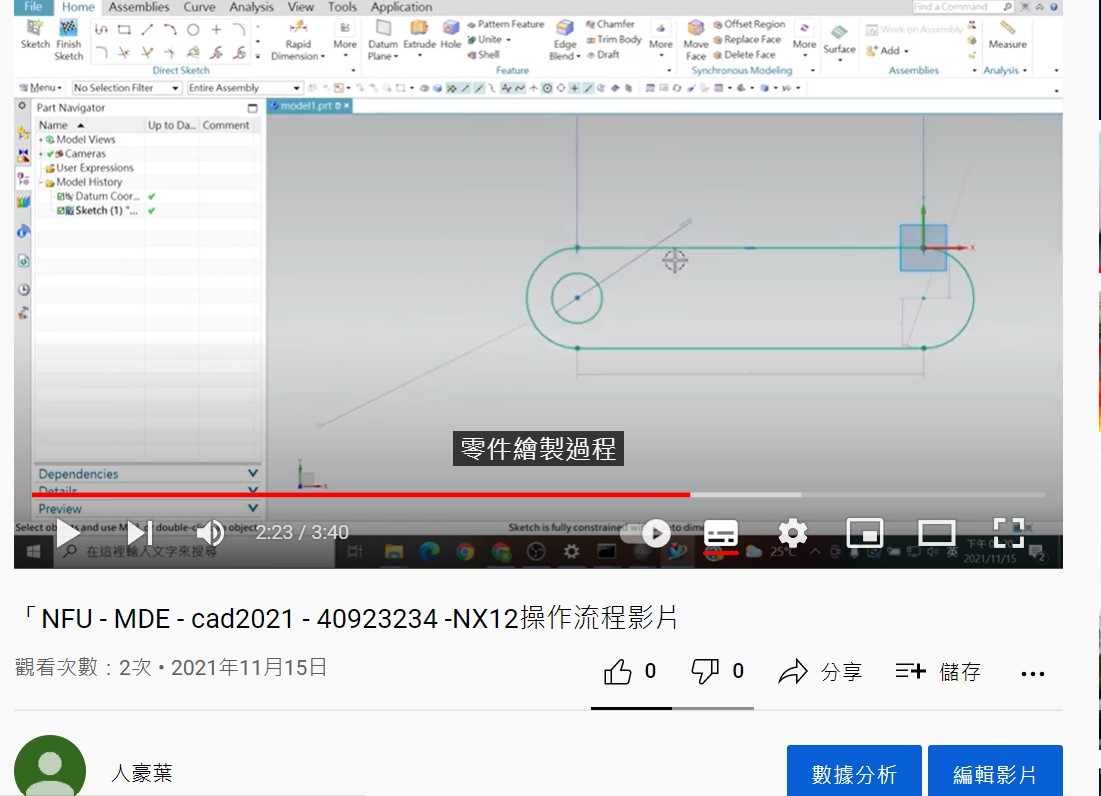 File Home Assemblies Curve Analysis View Tools Application Find a Command
Sketch Finish Sketch Rapid Dimension More Datum Plane Extrude Hole Pattern Feature Unite Shell Edge Blend Chamfer Trim Body Draft More Move Face Offset Region Replace Face Delete Face More Surface Work on Assembly Add Measure
Direct Sketch Feature Synchronous Modeling Assemblies Analysis
Menu No Selection Filter Entire Assembly
Part Navigator model1.prt
Name Up to Da... Comment
Model Views
Cameras
User Expressions
Model History
Datum Coor...
Sketch (1) "...
X
零件繪製過程
Dependencies
Details
Preview
2:23 / 3:40
Sketch is fully constrained
在這裡輸入文字來搜尋
25°C
英
2021/11/15
2
「NFU - MDE - cad2021 - 40923234 -NX12操作流程影片
觀看次數：2次 • 2021年11月15日
0 0 分享 儲存 ...
人豪葉 數據分析 編輯影片